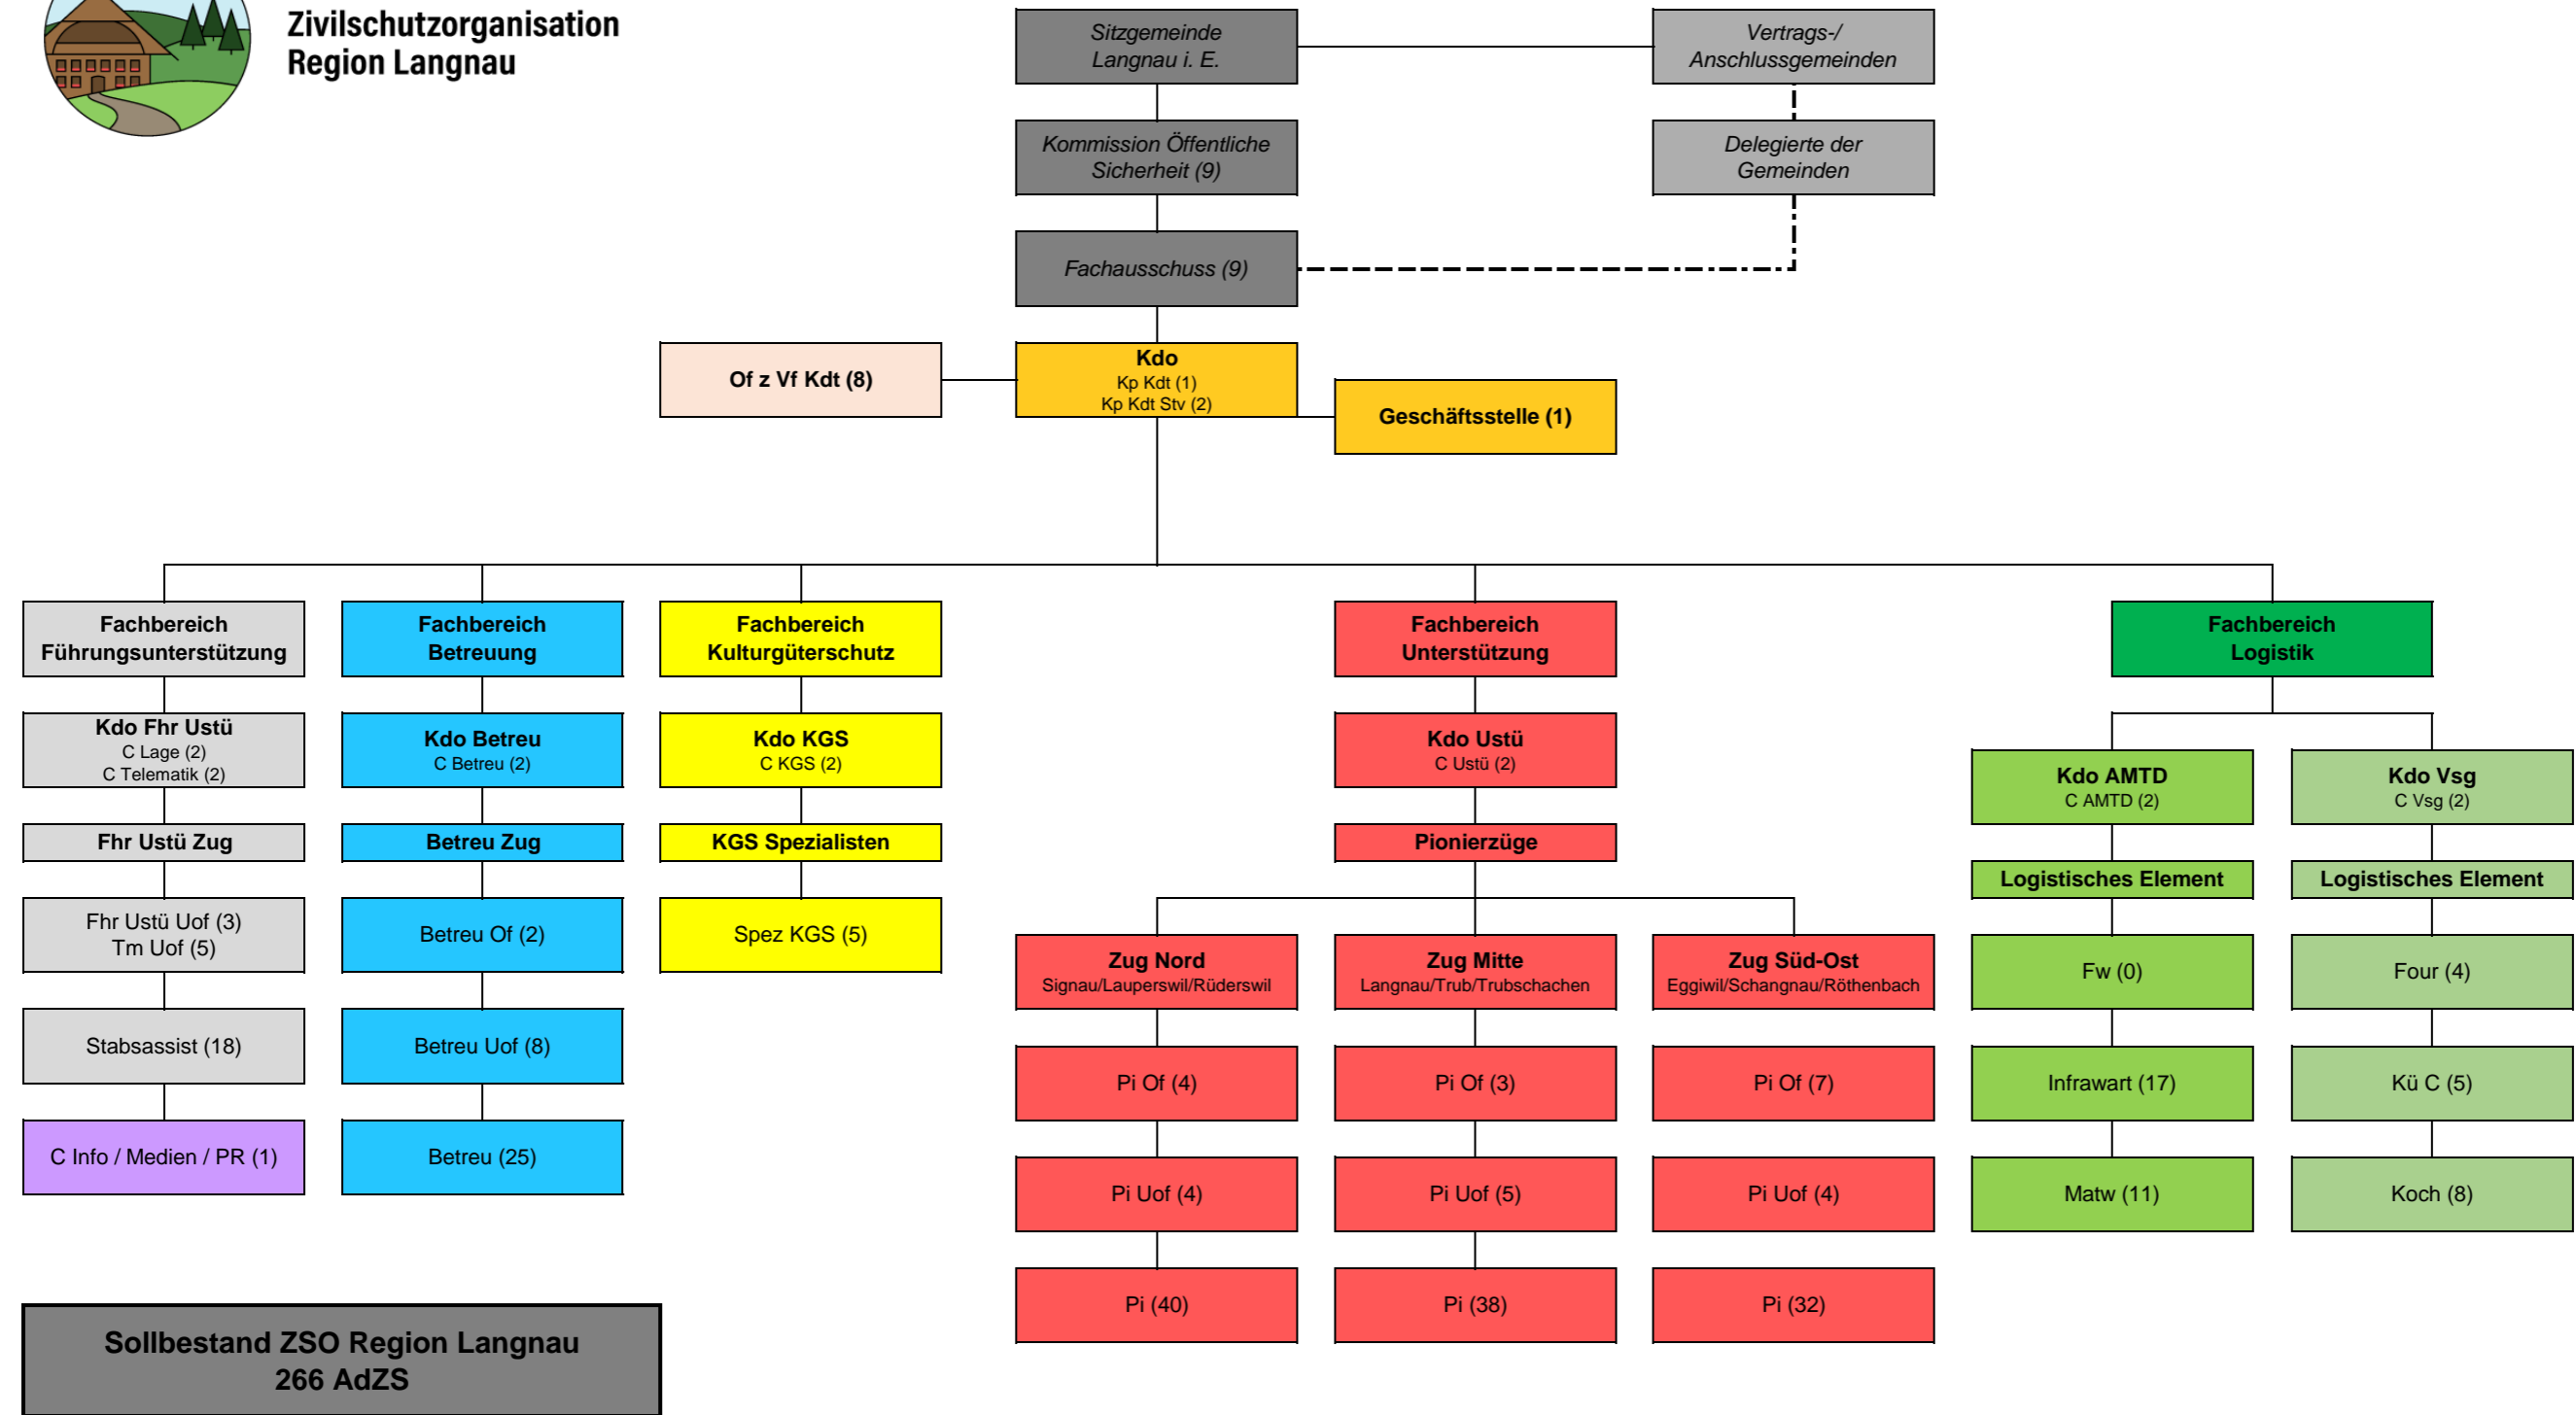 Zivilschutzorganisation
Region Langnau
Sitzgemeinde
Langnau i. E.
Vertrags-/
Anschlussgemeinden
Kommission Öffentliche
Sicherheit (9)
Delegierte der
Gemeinden
Fachausschuss (9)
Of z Vf Kdt (8)
Kdo
Kp Kdt (1)
Kp Kdt Stv (2)
Geschäftsstelle (1)
Fachbereich
Führungsunterstützung
Kdo Fhr Ustü
C Lage (2)
C Telematik (2)
Fhr Ustü Zug
Fhr Ustü Uof (3)
Tm Uof (5)
Stabsassist (18)
C Info / Medien / PR (1)
Fachbereich
Betreuung
Kdo Betreu
C Betreu (2)
Betreu Zug
Betreu Of (2)
Betreu Uof (8)
Betreu (25)
Fachbereich
Kulturgüterschutz
Kdo KGS
C KGS (2)
KGS Spezialisten
Spez KGS (5)
Fachbereich
Unterstützung
Kdo Ustü
C Ustü (2)
Pionierzüge
Zug Nord
Signau/Lauperswil/Rüderswil
Pi Of (4)
Pi Uof (4)
Pi (40)
Zug Mitte
Langnau/Trub/Trubschachen
Pi Of (3)
Pi Uof (5)
Pi (38)
Zug Süd-Ost
Eggiwil/Schangnau/Röthenbach
Pi Of (7)
Pi Uof (4)
Pi (32)
Fachbereich
Logistik
Kdo AMTD
C AMTD (2)
Logistisches Element
Fw (0)
Infrawart (17)
Matw (11)
Kdo Vsg
C Vsg (2)
Logistisches Element
Four (4)
Kü C (5)
Koch (8)
Sollbestand ZSO Region Langnau
266 AdZS